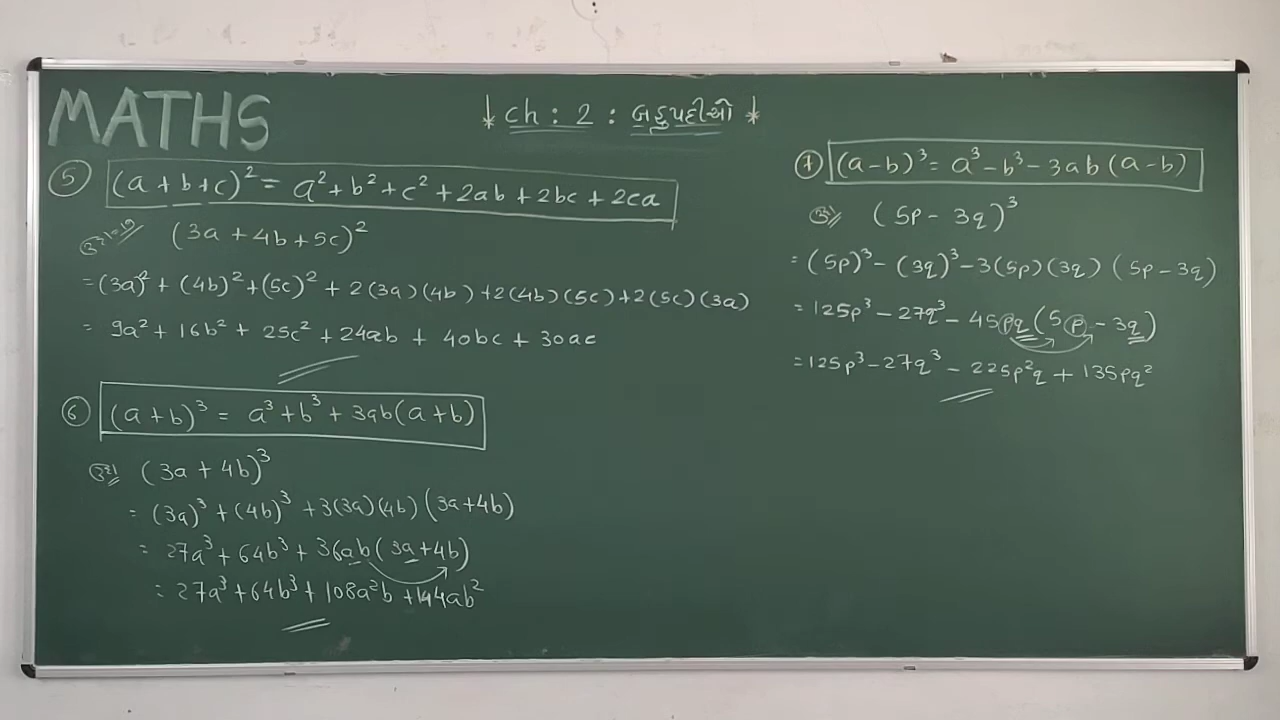 MATHS
ch : 2 : બહુપદીઓ
⑤ (a + b + c)² = a² + b² + c² + 2ab + 2bc + 2ca
(3a + 4b + 5c)²
= (3a)² + (4b)² + (5c)² + 2(3a)(4b) + 2(4b)(5c) + 2(5c)(3a)
= 9a² + 16b² + 25c² + 24ab + 40bc + 30ac
⑥ (a + b)³ = a³ + b³ + 3ab(a + b)
(3a + 4b)³
= (3a)³ + (4b)³ + 3(3a)(4b)(3a + 4b)
= 27a³ + 64b³ + 36ab(3a + 4b)
= 27a³ + 64b³ + 108a²b + 144ab²
⑦ (a - b)³ = a³ - b³ - 3ab(a - b)
(5p - 3q)³
= (5p)³ - (3q)³ - 3(5p)(3q)(5p - 3q)
= 125p³ - 27q³ - 45pq(5p - 3q)
= 125p³ - 27q³ - 225p²q + 135pq²